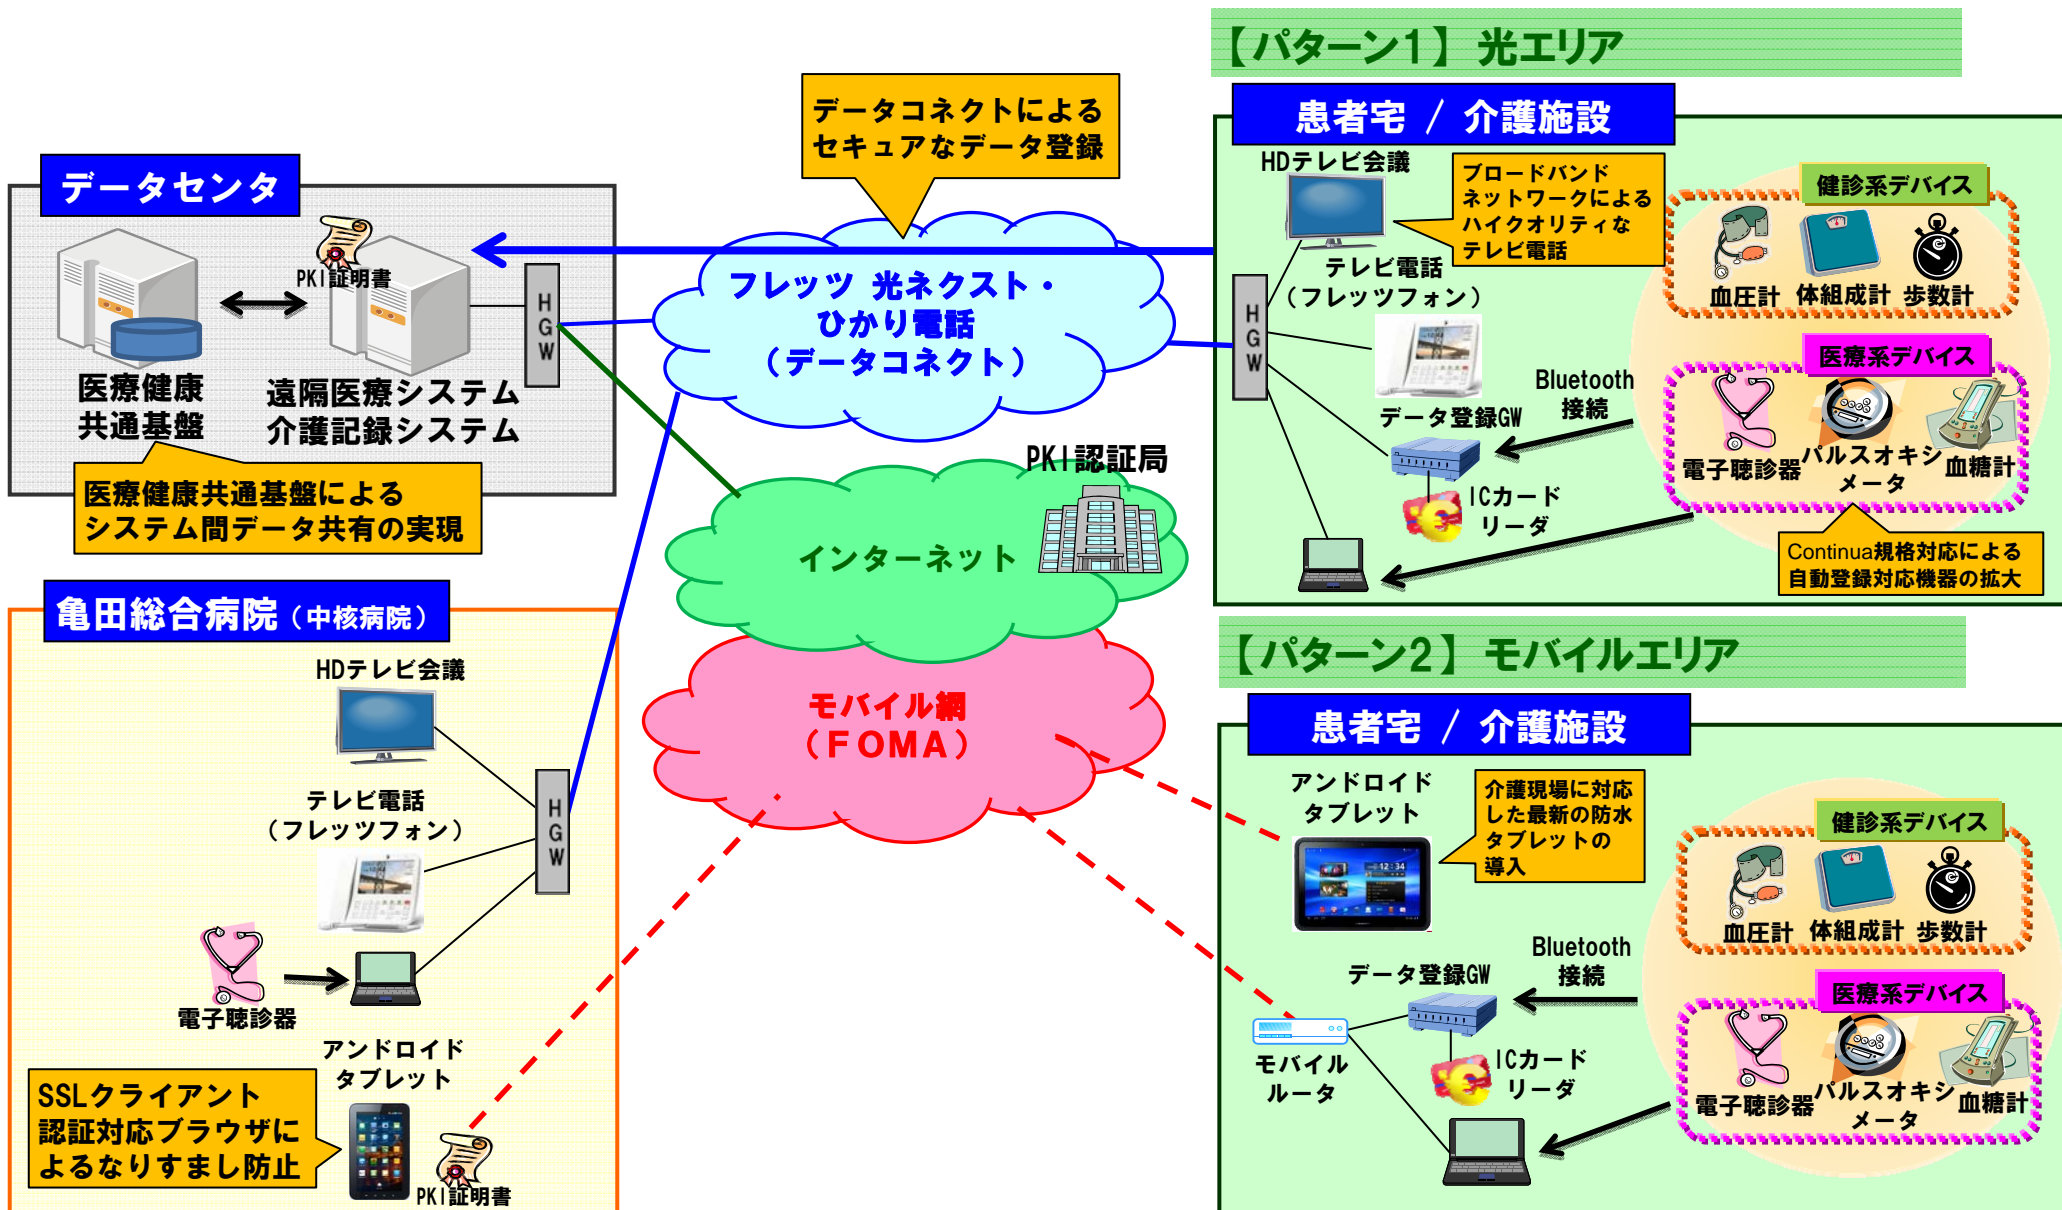 【パターン1】 光エリア
患者宅 / 介護施設
データコネクトによる
セキュアなデータ登録
データセンタ
PKI証明書
HGW
医療健康
共通基盤
遠隔医療システム
介護記録システム
医療健康共通基盤による
システム間データ共有の実現
フレッツ 光ネクスト・
ひかり電話
（データコネクト）
PKI認証局
インターネット
モバイル網
（FOMA）
HDテレビ会議
ブロードバンド
ネットワークによる
ハイクオリティな
テレビ電話
テレビ電話
（フレッツフォン）
HGW
データ登録GW
ICカード
リーダ
Bluetooth
接続
健診系デバイス
血圧計
体組成計
歩数計
医療系デバイス
電子聴診器
パルスオキシ
メータ
血糖計
Continua規格対応による
自動登録対応機器の拡大
亀田総合病院（中核病院）
HDテレビ会議
テレビ電話
（フレッツフォン）
HGW
電子聴診器
アンドロイド
タブレット
SSLクライアント
認証対応ブラウザに
よるなりすまし防止
PKI証明書
【パターン2】 モバイルエリア
患者宅 / 介護施設
アンドロイド
タブレット
12:34
介護現場に対応
した最新の防水
タブレットの
導入
データ登録GW
Bluetooth
接続
モバイル
ルータ
ICカード
リーダ
健診系デバイス
血圧計
体組成計
歩数計
医療系デバイス
電子聴診器
パルスオキシ
メータ
血糖計